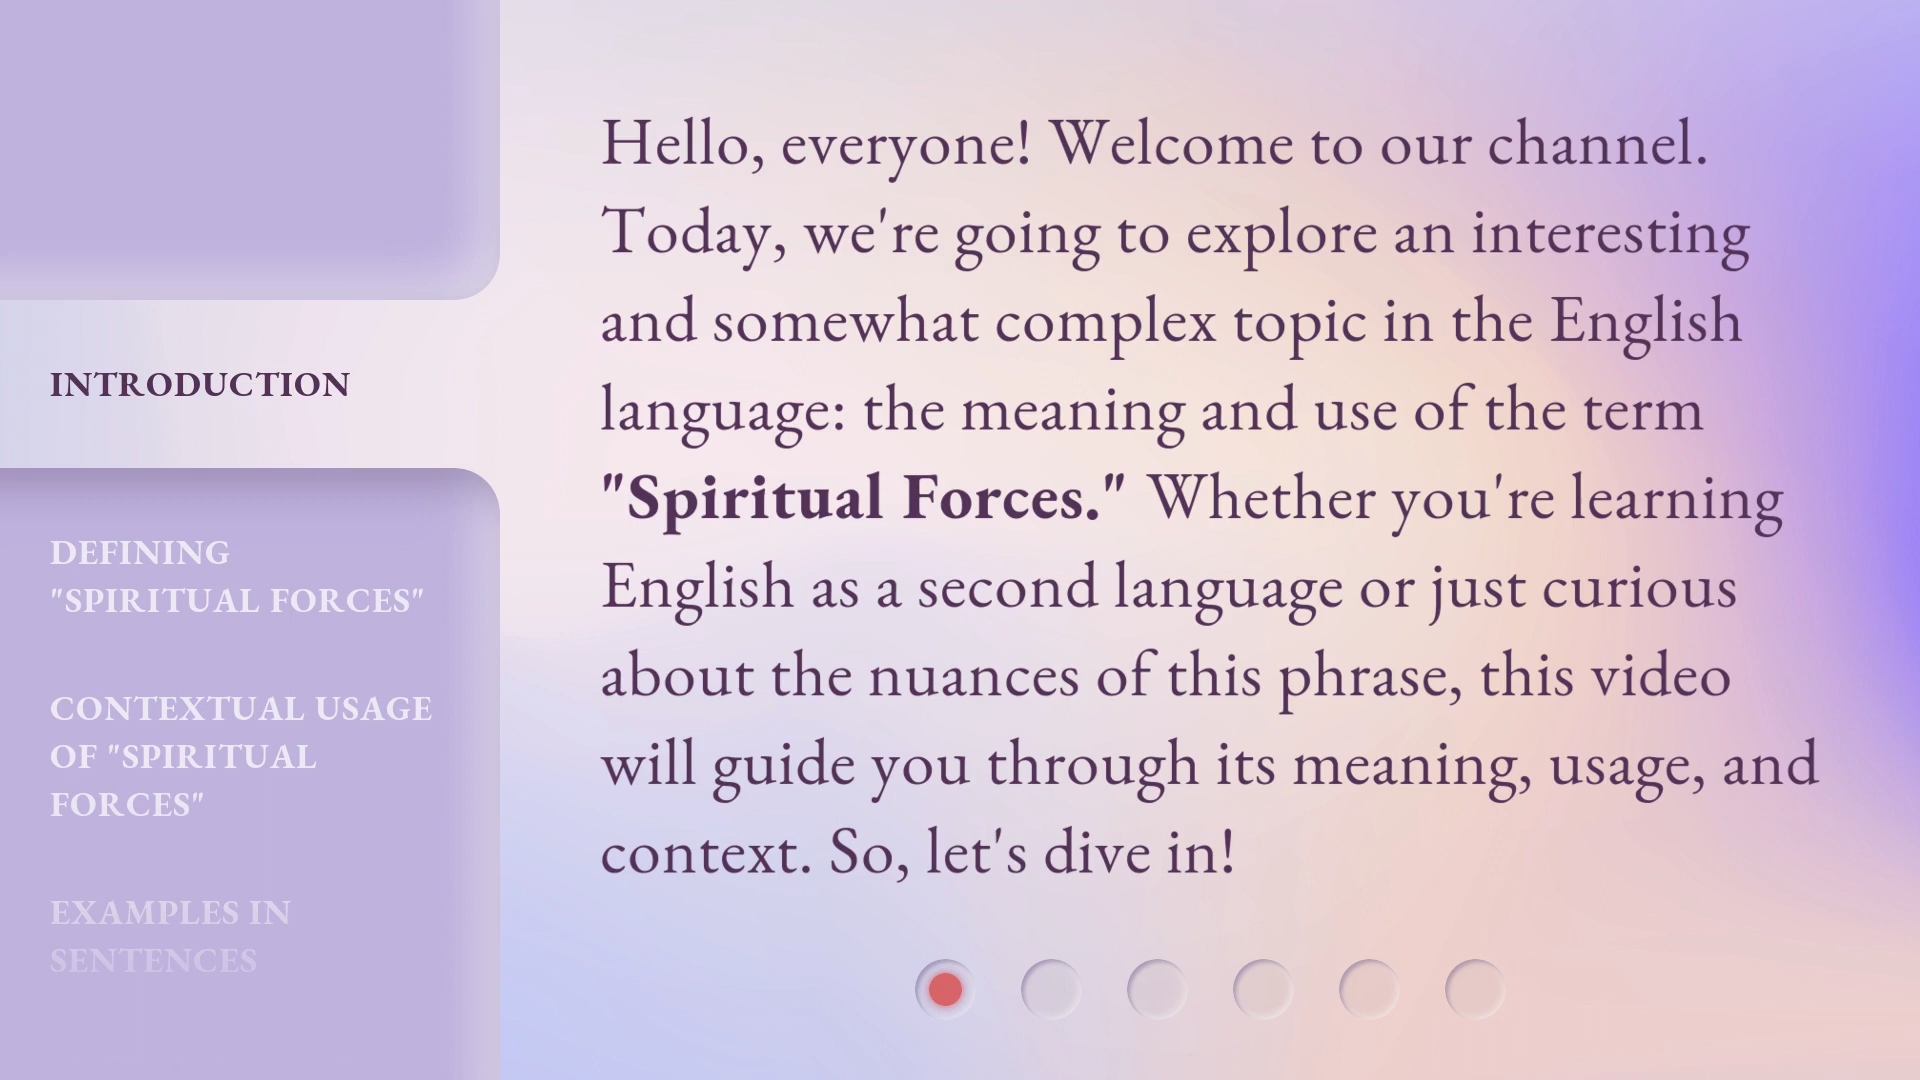 INTRODUCTION
DEFINING
"SPIRITUAL FORCES"
CONTEXTUAL USAGE
OF "SPIRITUAL
FORCES"
EXAMPLES IN
SENTENCES
Hello, everyone! Welcome to our channel.
Today, we're going to explore an interesting
and somewhat complex topic in the English
language: the meaning and use of the term
"Spiritual Forces." Whether you're learning
English as a second language or just curious
about the nuances of this phrase, this video
will guide you through its meaning, usage, and
context. So, let's dive in!